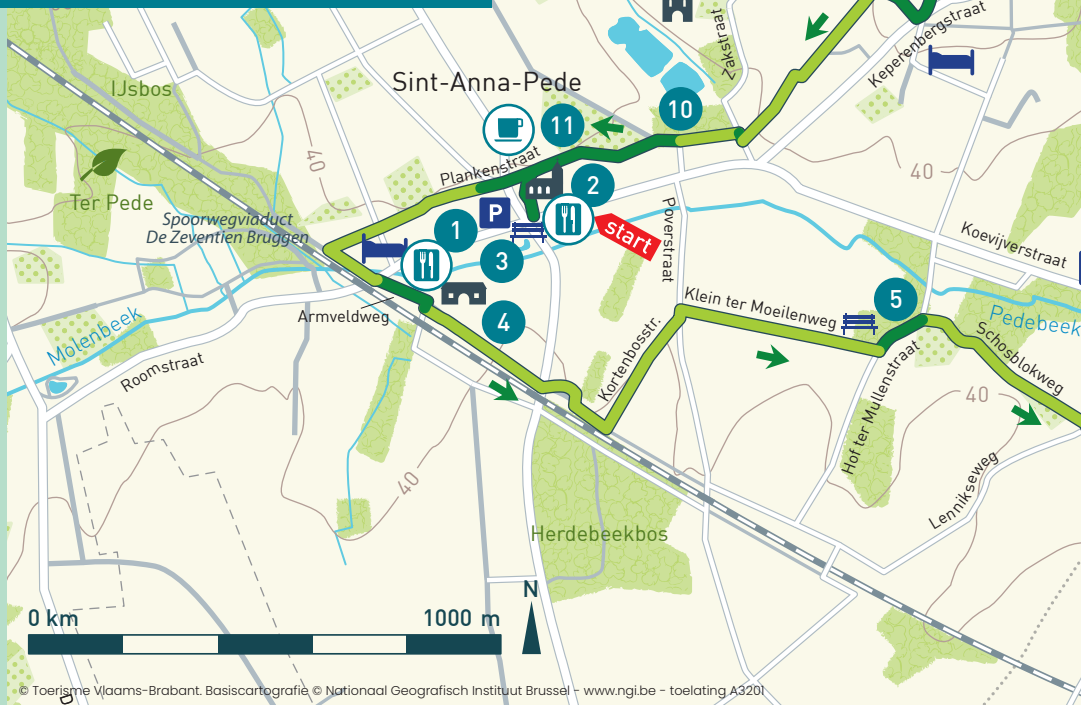 Zakstraat
Keperenbergstraat
IJsbos
Sint-Anna-Pede
10
11
40
Plankenstraat
40
Ter Pede
2
Spoorwegviaduct
De Zeventien Bruggen
P
1
start
Poverstraat
Koevijverstraat
3
Armveldweg
4
Klein ter Moeilenweg
5
Pedebeek
Molenbeek
Roomstraat
Kortenbosstr.
Schosblokweg
Hof ter Mullenstraat
40
Lennikseweg
40
Herdebeekbos
N
0 km
1000 m
© Toerisme Vlaams-Brabant. Basiscartografie © Nationaal Geografisch Instituut Brussel - www.ngi.be - toelating A3201
D